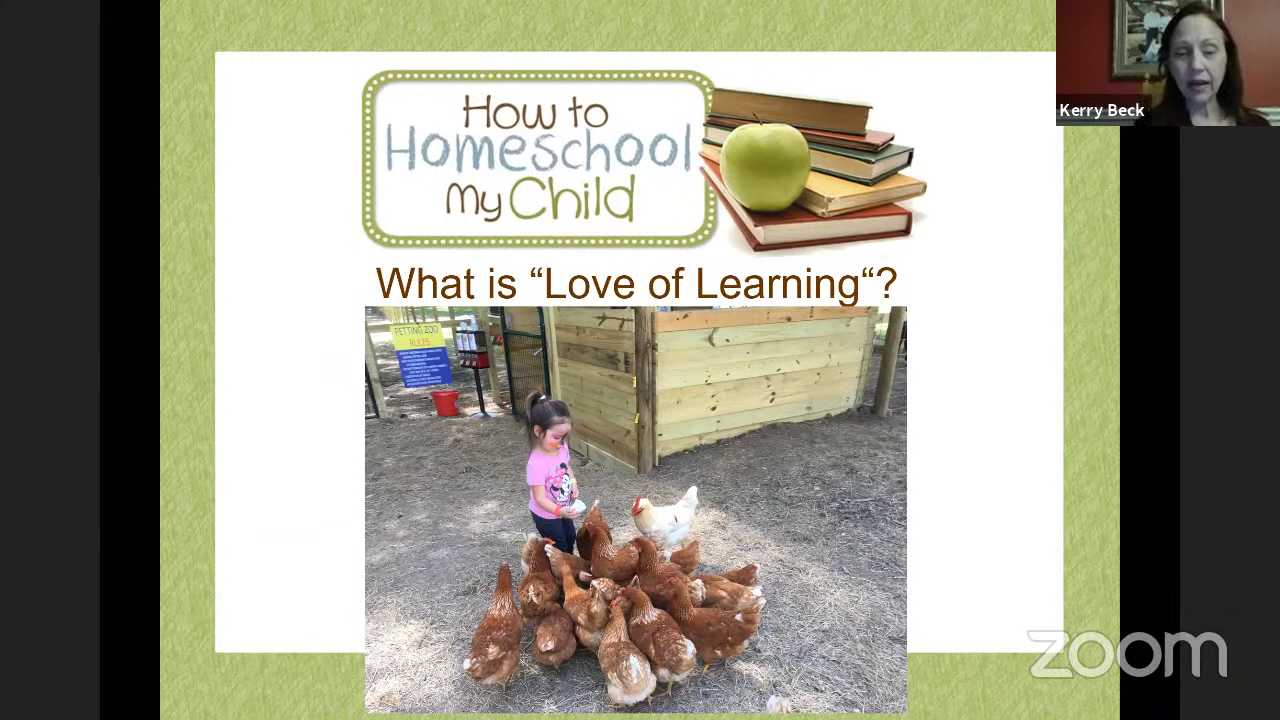 How to
Homeschool
My Child
Kerry Beck
What is “Love of Learning“?
PETTING ZOO
RULES
zoom